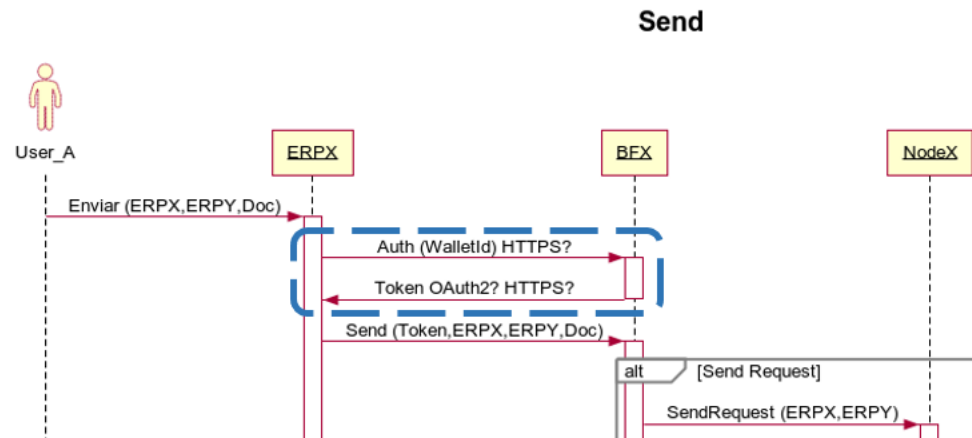 Send
User_A
ERPX
BFX
NodeX
Enviar (ERPX,ERPY,Doc)
Auth (WalletId) HTTPS?
Token OAuth2? HTTPS?
Send (Token,ERPX,ERPY,Doc)
alt
[Send Request]
SendRequest (ERPX,ERPY)